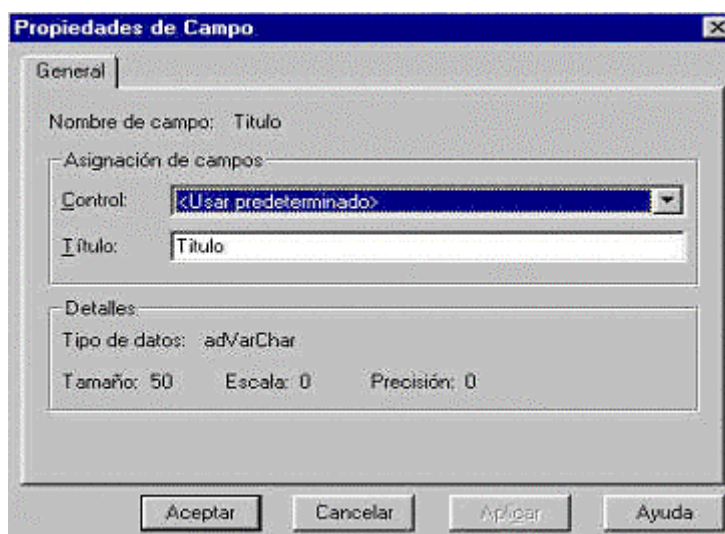 Propiedades de Campo
General
Nombre de campo: Titulo
Asignación de campos
Control: <Usar predeterminado>
Título: Titulo
Detalles
Tipo de datos: adVarChar
Tamaño: 50 Escala: 0 Precisión: 0
Aceptar Cancelar Aplicar Ayuda